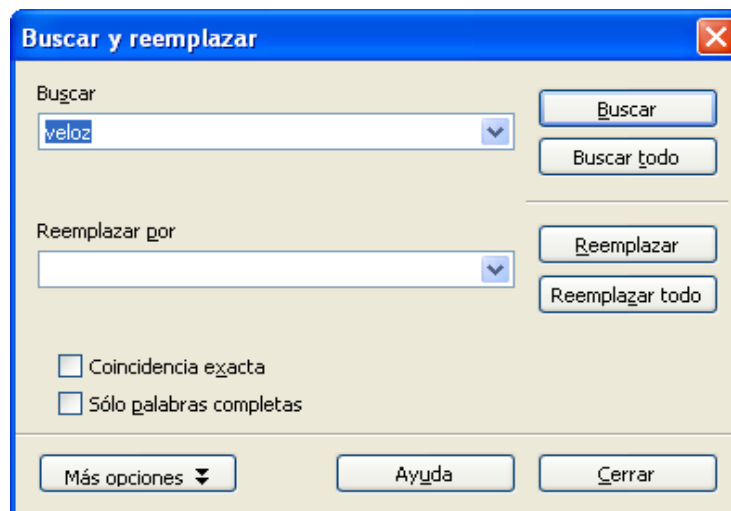 Buscar y reemplazar
Buscar
veloz
Buscar
Buscar todo
Reemplazar por
Reemplazar
Reemplazar todo
Coincidencia exacta
Sólo palabras completas
Más opciones
Ayuda
Cerrar